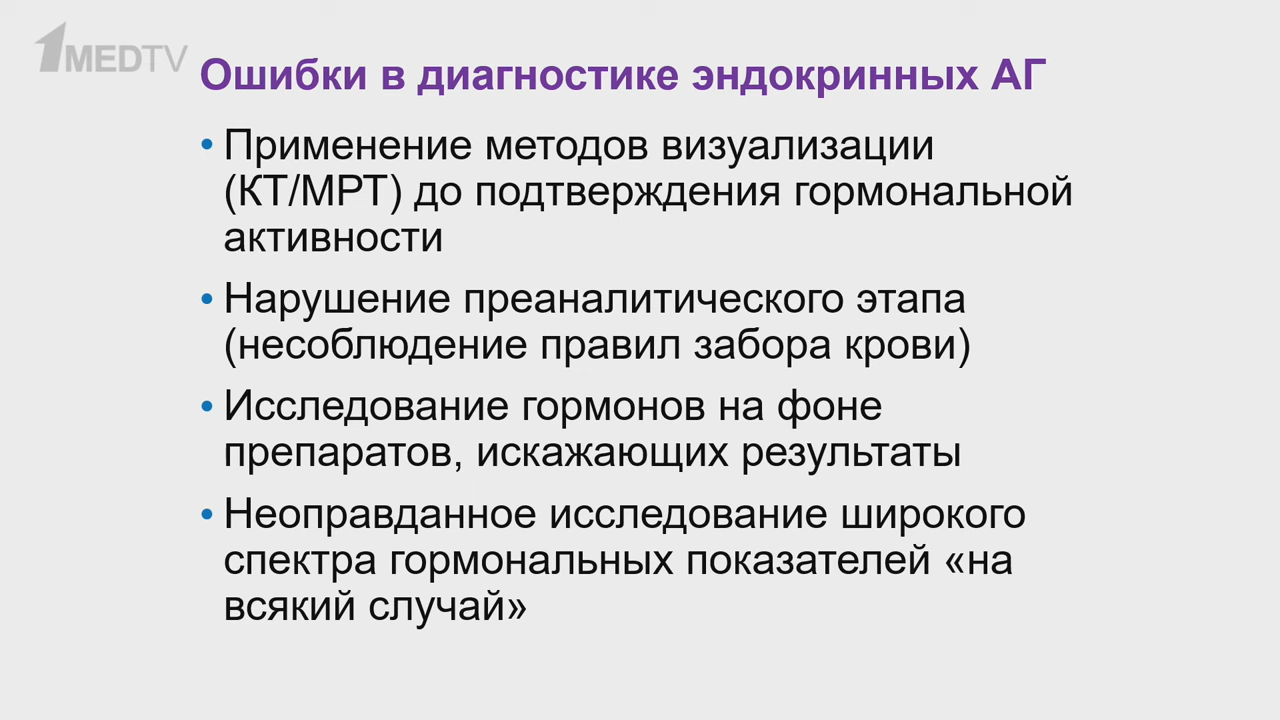 1MEDTV
Ошибки в диагностике эндокринных АГ
• Применение методов визуализации
(КТ/МРТ) до подтверждения гормональной
активности
• Нарушение преаналитического этапа
(несоблюдение правил забора крови)
• Исследование гормонов на фоне
препаратов, искажающих результаты
• Неоправданное исследование широкого
спектра гормональных показателей «на
всякий случай»